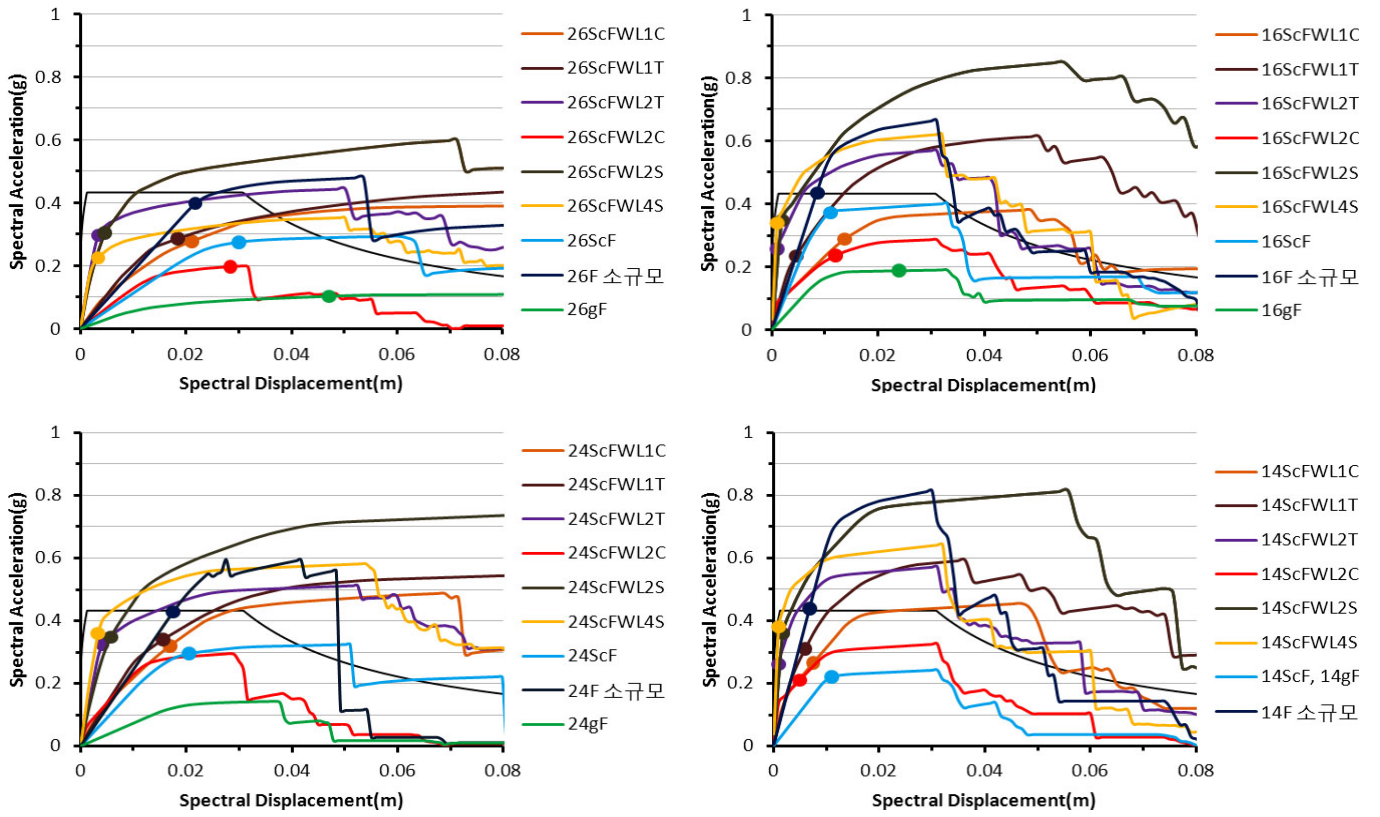 1
0.8
0.6
0.4
0.2
0
0 0.02 0.04 0.06 0.08
Spectral Acceleration(g)
Spectral Displacement(m)
26ScFWL1C
26ScFWL1T
26ScFWL2T
26ScFWL2C
26ScFWL2S
26ScFWL4S
26ScF
26F 소규모
26gF
1
0.8
0.6
0.4
0.2
0
0 0.02 0.04 0.06 0.08
Spectral Acceleration(g)
Spectral Displacement(m)
16ScFWL1C
16ScFWL1T
16ScFWL2T
16ScFWL2C
16ScFWL2S
16ScFWL4S
16ScF
16F 소규모
16gF
1
0.8
0.6
0.4
0.2
0
0 0.02 0.04 0.06 0.08
Spectral Acceleration(g)
Spectral Displacement(m)
24ScFWL1C
24ScFWL1T
24ScFWL2T
24ScFWL2C
24ScFWL2S
24ScFWL4S
24ScF
24F 소규모
24gF
1
0.8
0.6
0.4
0.2
0
0 0.02 0.04 0.06 0.08
Spectral Acceleration(g)
Spectral Displacement(m)
14ScFWL1C
14ScFWL1T
14ScFWL2T
14ScFWL2C
14ScFWL2S
14ScFWL4S
14ScF, 14gF
14F 소규모